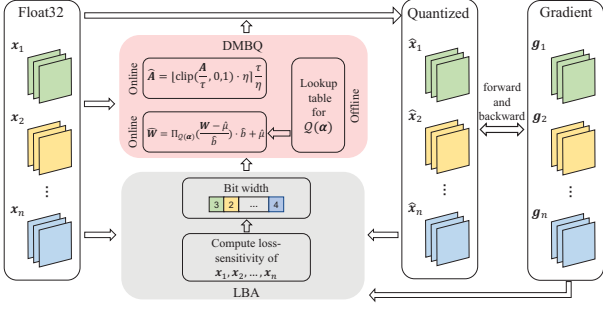 Float32
x₁
x₂
...
xₙ
DMBQ
Online
Â = ⌊clip(A/τ, 0,1) · η⌉ τ/η
Online
Ŵ = Π_Q(α)((W − μ̂)/b̂) · b̂ + μ̂
Lookup
table
for
Q(α)
Offline
Bit width
3 2 ... 4
Compute loss-
sensitivity of
x₁, x₂, ..., xₙ
LBA
Quantized
x̂₁
x̂₂
...
x̂ₙ
forward
and
backward
Gradient
g₁
g₂
...
gₙ